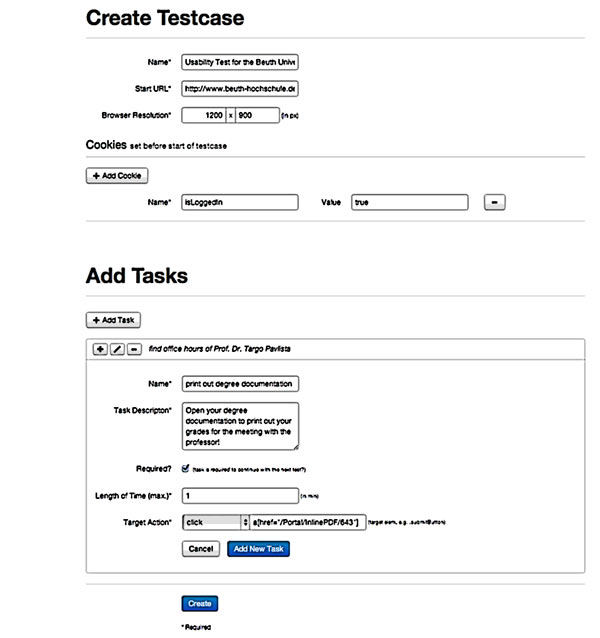 Create Testcase
Name* Usability Test for the Beuth Unive
Start URL* http://www.beuth-hochschule.de
Browser Resolution* 1200 x 900 (in px)
Cookies set before start of testcase
+ Add Cookie
Name* isLoggedIn Value true -
Add Tasks
+ Add Task
+ - find office hours of Prof. Dr. Targo Pavlista
Name* print out degree documentation
Task Descripton* Open your degree
documentation to print out your
grades for the meeting with the
professor!
Required? (task is required to continue with the next test?)
Length of Time (max.)* 1 (in min)
Target Action* click a[href="/Portal/InlinePDF/643"] (target elem, e.g. .submitButton)
Cancel Add New Task
Create
* Required